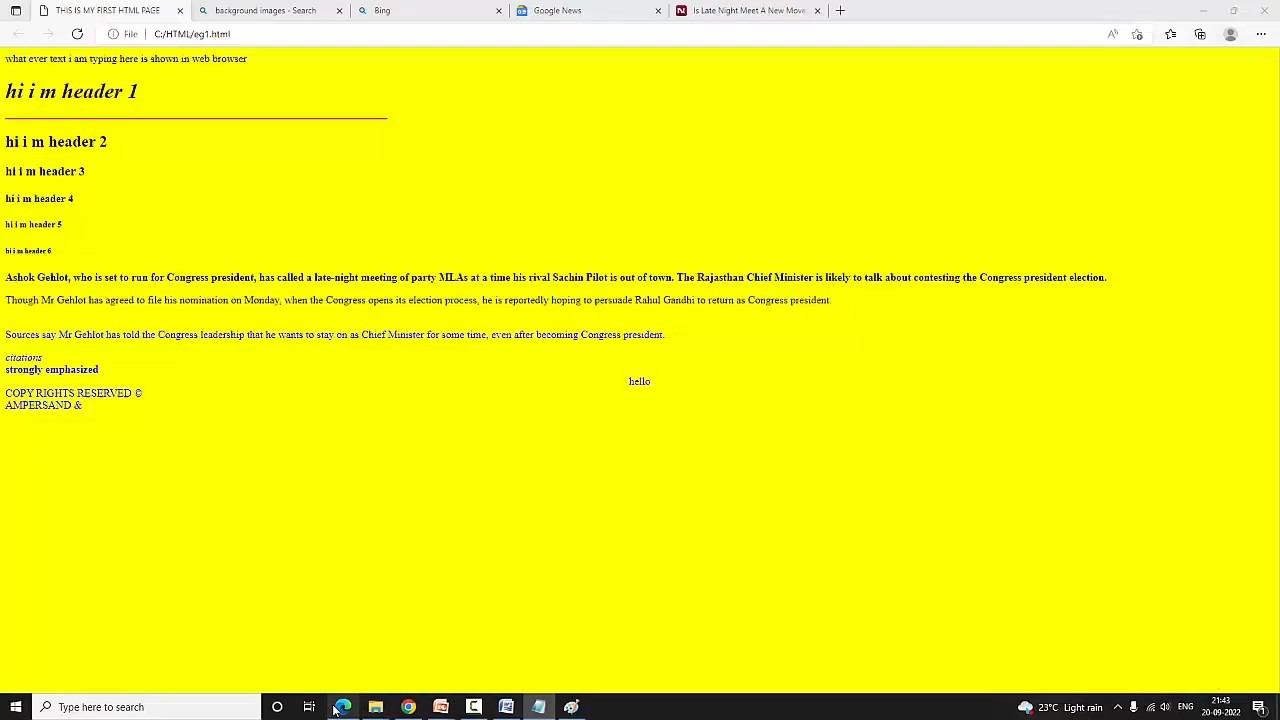 THIS IS MY FIRST HTML PAGE
background images - Search
Bing
Google News
Is Late Night Meet A New Move
File
C:/HTML/eg1.html
what ever text i am typing here is shown in web browser
hi i m header 1
hi i m header 2
hi i m header 3
hi i m header 4
hi i m header 5
hi i m header 6
Ashok Gehlot, who is set to run for Congress president, has called a late-night meeting of party MLAs at a time his rival Sachin Pilot is out of town. The Rajasthan Chief Minister is likely to talk about contesting the Congress president election.
Though Mr Gehlot has agreed to file his nomination on Monday, when the Congress opens its election process, he is reportedly hoping to persuade Rahul Gandhi to return as Congress president.
Sources say Mr Gehlot has told the Congress leadership that he wants to stay on as Chief Minister for some time, even after becoming Congress president.
citations
strongly emphasized
hello
COPY RIGHTS RESERVED ©
AMPERSAND &
Type here to search
23°C Light rain
ENG
21:43
20-09-2022